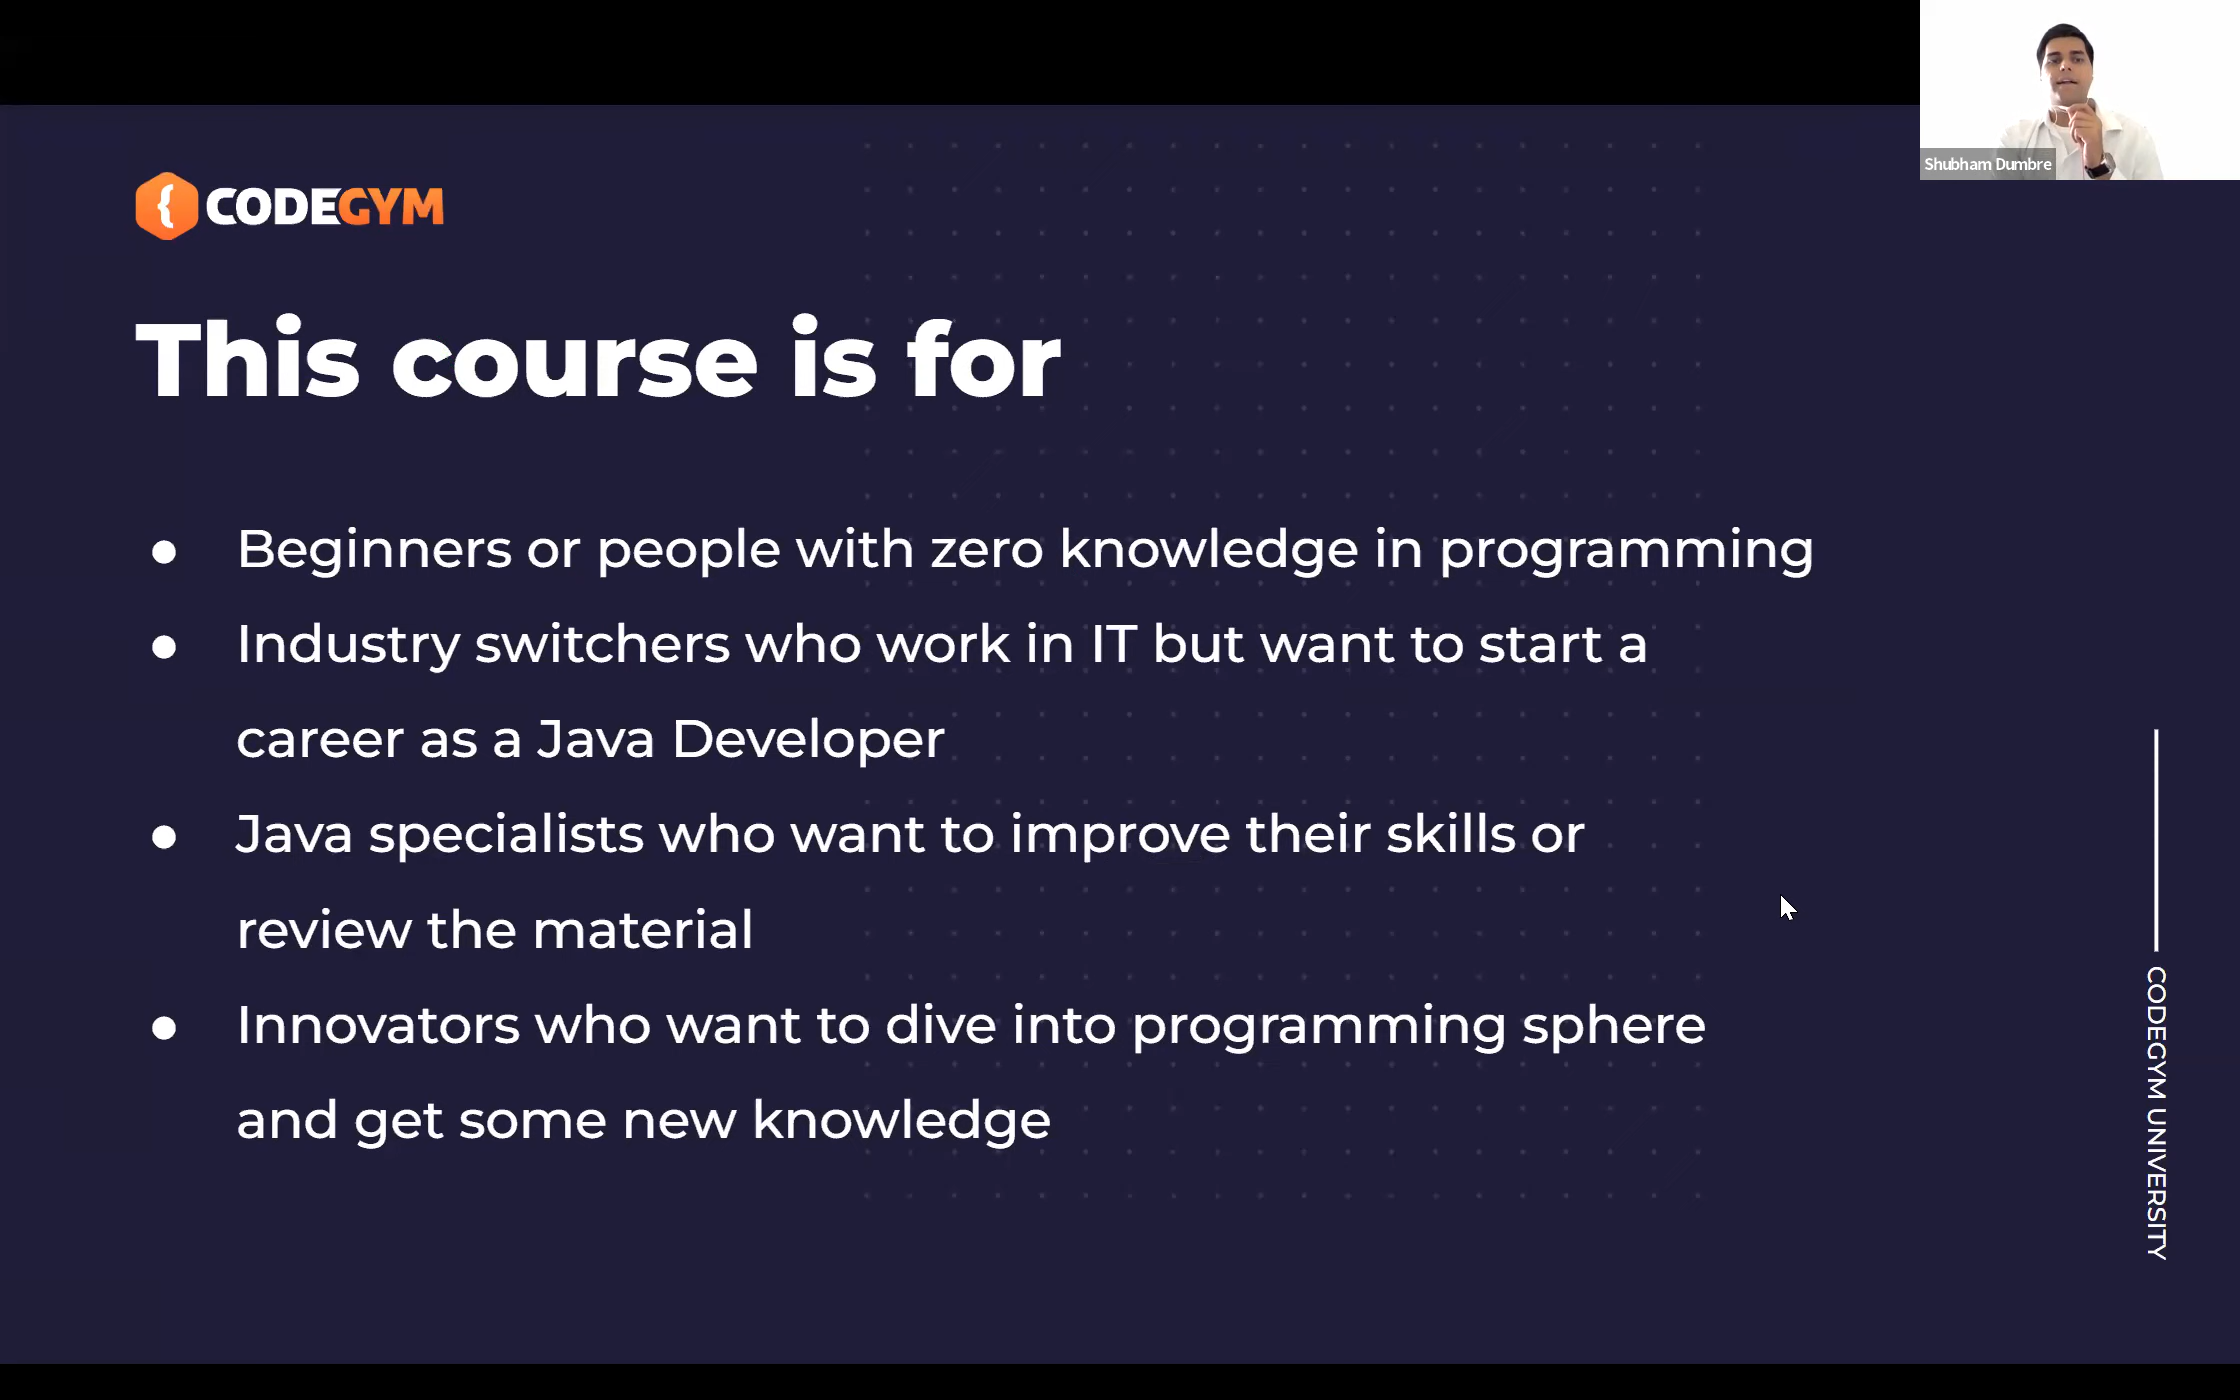 Shubham Dumbre
CODEGYM
This course is for
● Beginners or people with zero knowledge in programming
● Industry switchers who work in IT but want to start a
career as a Java Developer
● Java specialists who want to improve their skills or
review the material
● Innovators who want to dive into programming sphere
and get some new knowledge
CODEGYM UNIVERSITY